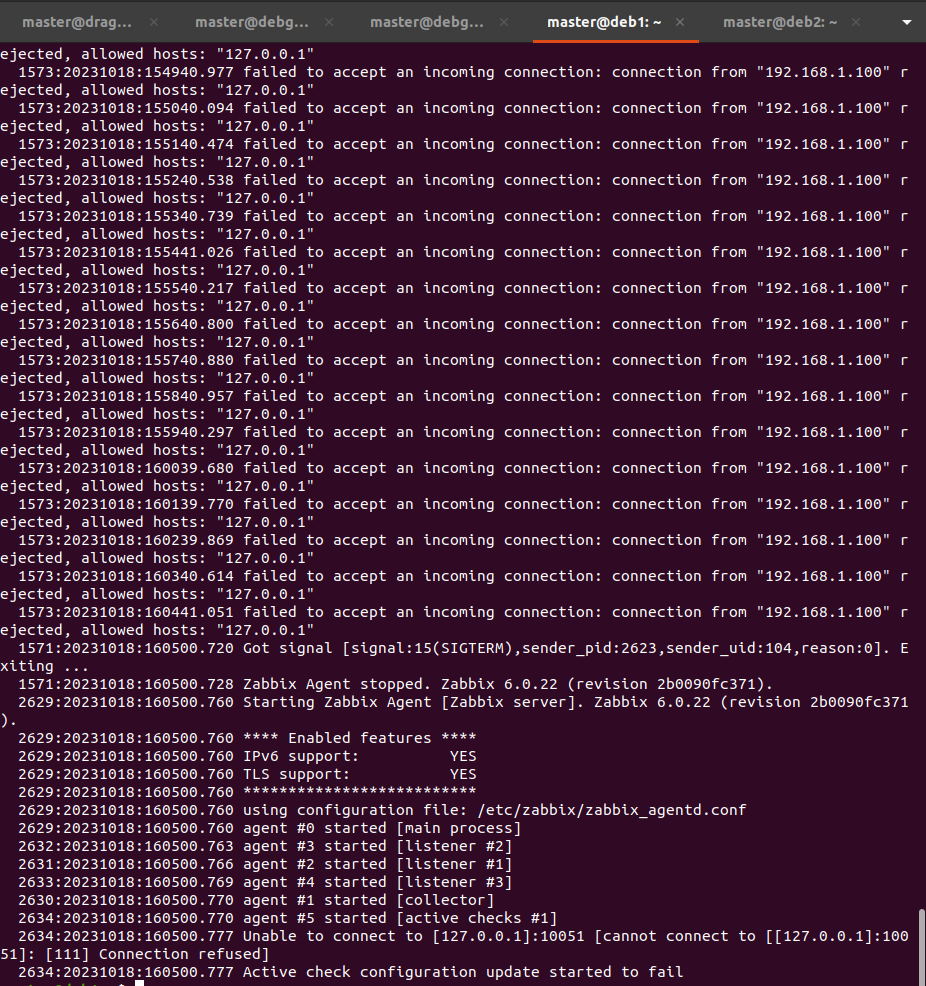 master@drag... × master@debg... × master@debg... × master@deb1: ~ × master@deb2: ~ ×
ejected, allowed hosts: "127.0.0.1"
  1573:20231018:154940.977 failed to accept an incoming connection: connection from "192.168.1.100" r
ejected, allowed hosts: "127.0.0.1"
  1573:20231018:155040.094 failed to accept an incoming connection: connection from "192.168.1.100" r
ejected, allowed hosts: "127.0.0.1"
  1573:20231018:155140.474 failed to accept an incoming connection: connection from "192.168.1.100" r
ejected, allowed hosts: "127.0.0.1"
  1573:20231018:155240.538 failed to accept an incoming connection: connection from "192.168.1.100" r
ejected, allowed hosts: "127.0.0.1"
  1573:20231018:155340.739 failed to accept an incoming connection: connection from "192.168.1.100" r
ejected, allowed hosts: "127.0.0.1"
  1573:20231018:155441.026 failed to accept an incoming connection: connection from "192.168.1.100" r
ejected, allowed hosts: "127.0.0.1"
  1573:20231018:155540.217 failed to accept an incoming connection: connection from "192.168.1.100" r
ejected, allowed hosts: "127.0.0.1"
  1573:20231018:155640.800 failed to accept an incoming connection: connection from "192.168.1.100" r
ejected, allowed hosts: "127.0.0.1"
  1573:20231018:155740.880 failed to accept an incoming connection: connection from "192.168.1.100" r
ejected, allowed hosts: "127.0.0.1"
  1573:20231018:155840.957 failed to accept an incoming connection: connection from "192.168.1.100" r
ejected, allowed hosts: "127.0.0.1"
  1573:20231018:155940.297 failed to accept an incoming connection: connection from "192.168.1.100" r
ejected, allowed hosts: "127.0.0.1"
  1573:20231018:160039.680 failed to accept an incoming connection: connection from "192.168.1.100" r
ejected, allowed hosts: "127.0.0.1"
  1573:20231018:160139.770 failed to accept an incoming connection: connection from "192.168.1.100" r
ejected, allowed hosts: "127.0.0.1"
  1573:20231018:160239.869 failed to accept an incoming connection: connection from "192.168.1.100" r
ejected, allowed hosts: "127.0.0.1"
  1573:20231018:160340.614 failed to accept an incoming connection: connection from "192.168.1.100" r
ejected, allowed hosts: "127.0.0.1"
  1573:20231018:160441.051 failed to accept an incoming connection: connection from "192.168.1.100" r
ejected, allowed hosts: "127.0.0.1"
  1571:20231018:160500.720 Got signal [signal:15(SIGTERM),sender_pid:2623,sender_uid:104,reason:0]. E
xiting ...
  1571:20231018:160500.728 Zabbix Agent stopped. Zabbix 6.0.22 (revision 2b0090fc371).
  2629:20231018:160500.760 Starting Zabbix Agent [Zabbix server]. Zabbix 6.0.22 (revision 2b0090fc371
).
  2629:20231018:160500.760 **** Enabled features ****
  2629:20231018:160500.760 IPv6 support:          YES
  2629:20231018:160500.760 TLS support:           YES
  2629:20231018:160500.760 **************************
  2629:20231018:160500.760 using configuration file: /etc/zabbix/zabbix_agentd.conf
  2629:20231018:160500.760 agent #0 started [main process]
  2632:20231018:160500.763 agent #3 started [listener #2]
  2631:20231018:160500.766 agent #2 started [listener #1]
  2633:20231018:160500.769 agent #4 started [listener #3]
  2630:20231018:160500.770 agent #1 started [collector]
  2634:20231018:160500.770 agent #5 started [active checks #1]
  2634:20231018:160500.777 Unable to connect to [127.0.0.1]:10051 [cannot connect to [[127.0.0.1]:100
51]: [111] Connection refused]
  2634:20231018:160500.777 Active check configuration update started to fail